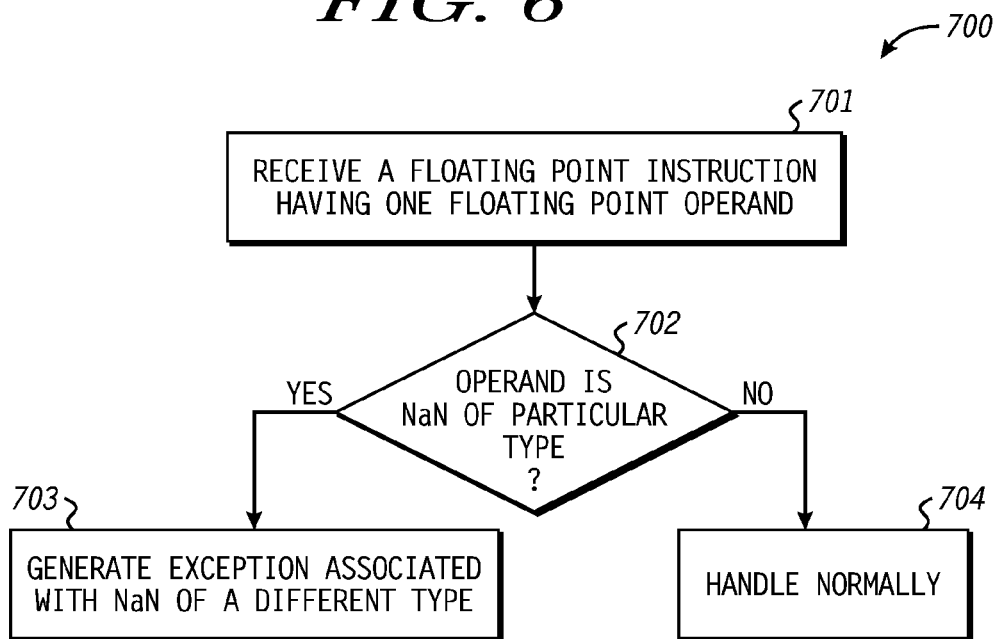 FIG. 6
700
701
RECEIVE A FLOATING POINT INSTRUCTION
HAVING ONE FLOATING POINT OPERAND
702
OPERAND IS
NaN OF PARTICULAR
TYPE
?
YES
NO
703
704
GENERATE EXCEPTION ASSOCIATED
WITH NaN OF A DIFFERENT TYPE
HANDLE NORMALLY